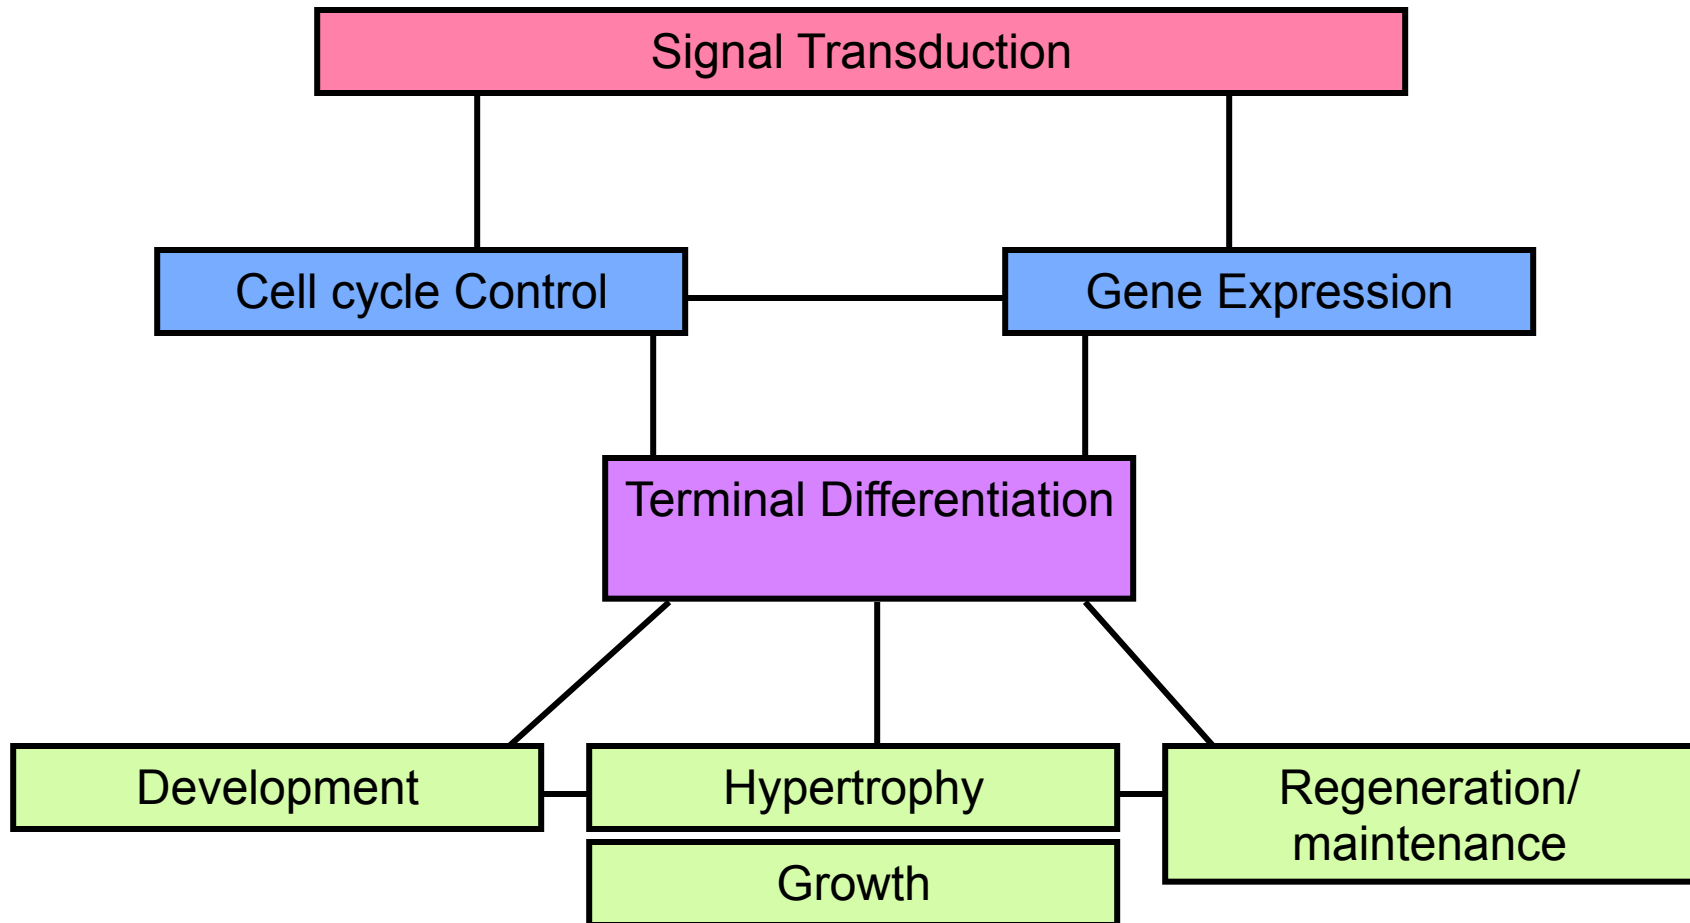 Signal Transduction
Cell cycle Control
Gene Expression
Terminal Differentiation
Development
Hypertrophy
Regeneration/
maintenance
Growth